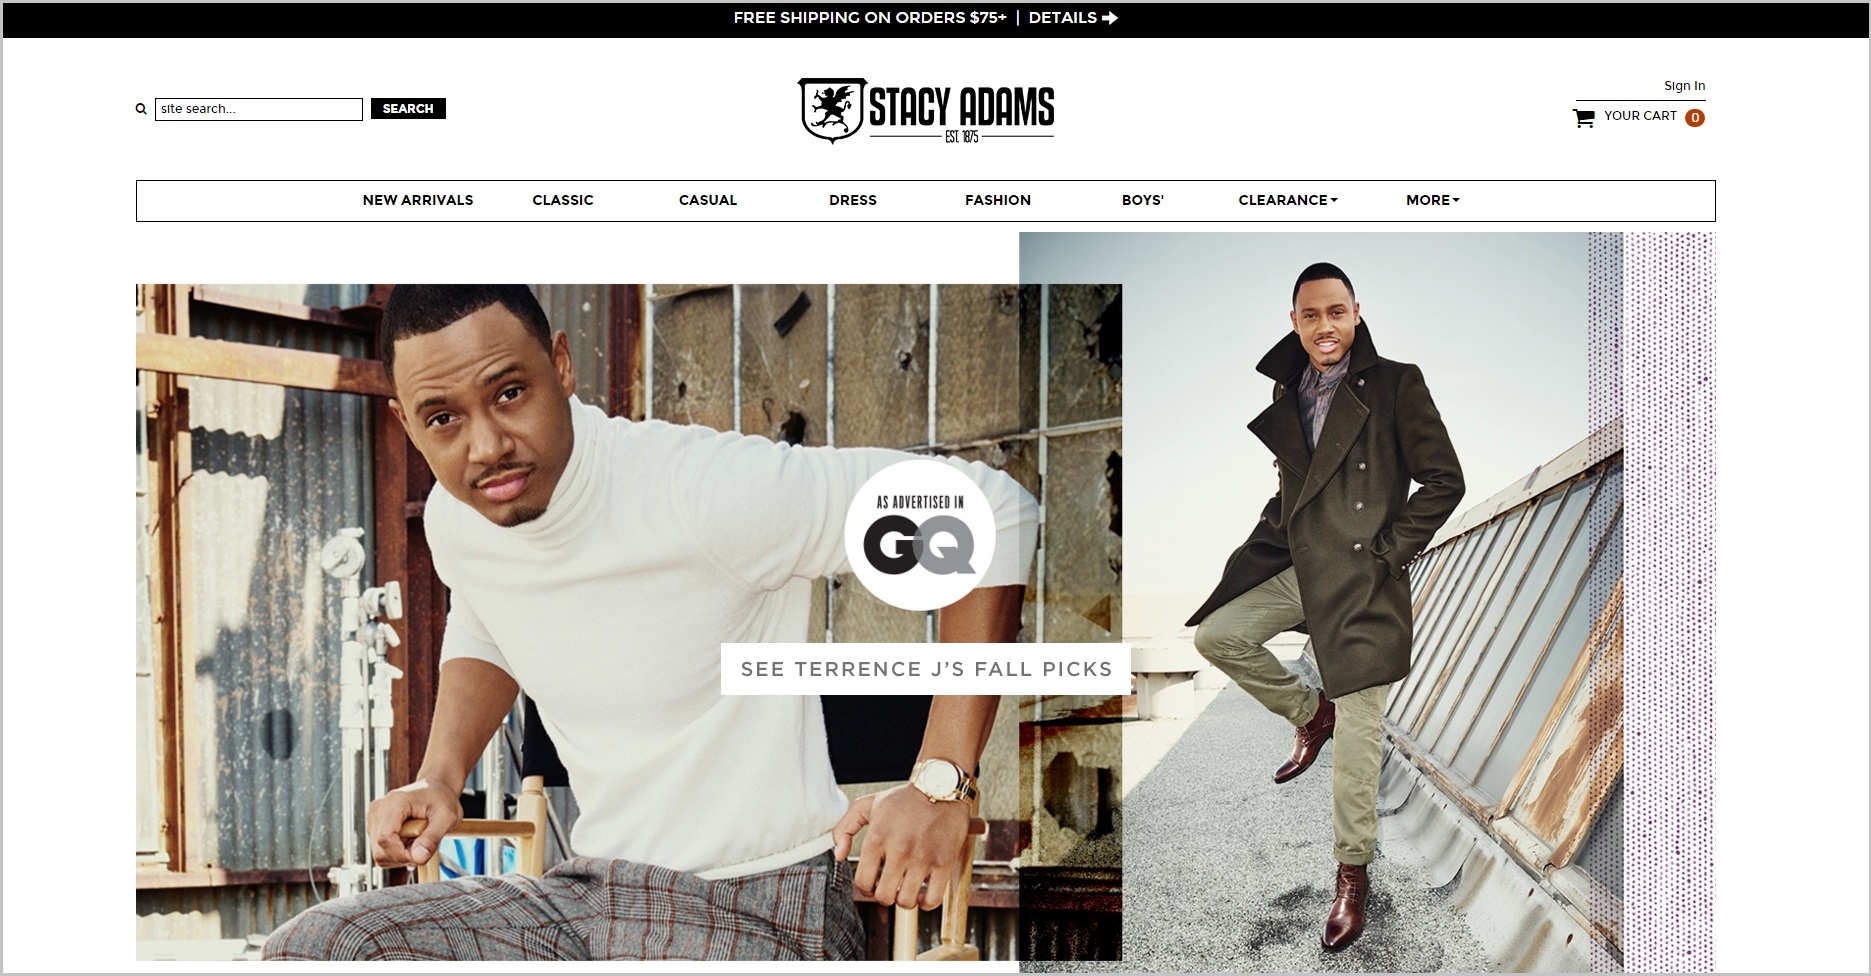 FREE SHIPPING ON ORDERS $75+ | DETAILS
site search...
SEARCH
STACY ADAMS
EST. 1875
Sign In
YOUR CART 0
NEW ARRIVALS CLASSIC CASUAL DRESS FASHION BOYS' CLEARANCE MORE
AS ADVERTISED IN
GQ
SEE TERRENCE J'S FALL PICKS